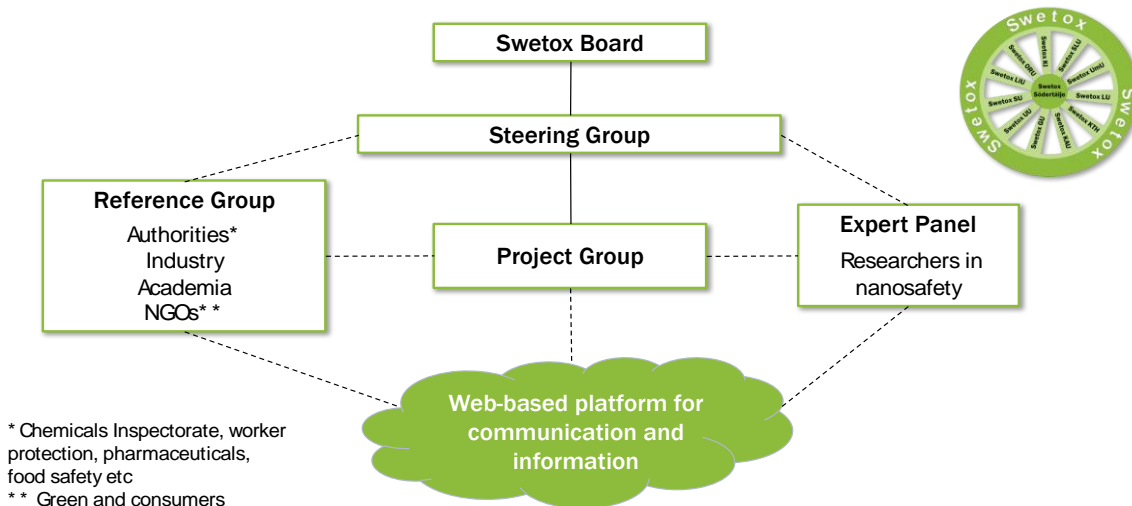 Swetox Board
Steering Group
Reference Group
Authorities*
Industry
Academia
NGOs* *
Project Group
Expert Panel
Researchers in
nanosafety
Web-based platform for
communication and
information
* Chemicals Inspectorate, worker
protection, pharmaceuticals,
food safety etc
* * Green and consumers
Swetox
Swetox
Swetox
Swetox
Södertälje
Swetox KI
Swetox SLU
Swetox UmU
Swetox LU
Swetox KTH
Swetox KAU
Swetox GU
Swetox UU
Swetox SU
Swetox LiU
Swetox ORU